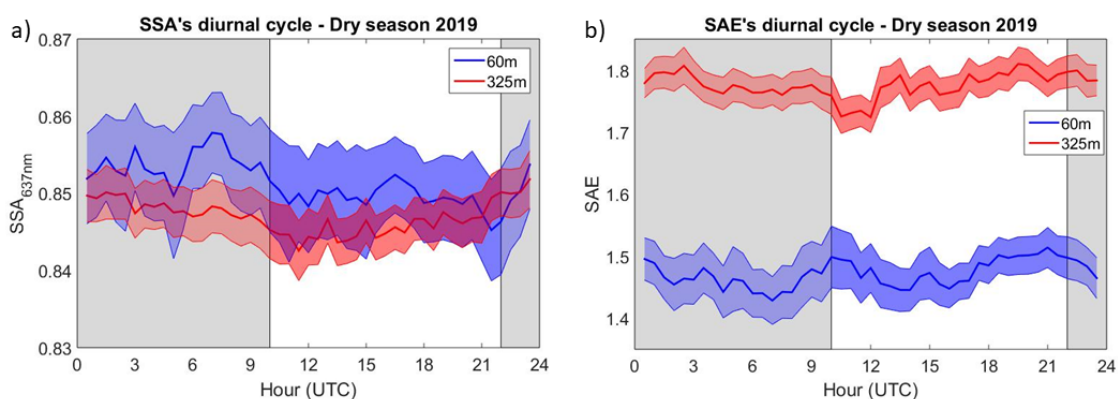 a)
SSA's diurnal cycle - Dry season 2019
0.87
0.86
0.85
0.84
0.83
SSA637nm
60m
325m
0 3 6 9 12 15 18 21 24
Hour (UTC)
b)
SAE's diurnal cycle - Dry season 2019
1.8
1.7
1.6
1.5
1.4
SAE
60m
325m
0 3 6 9 12 15 18 21 24
Hour (UTC)